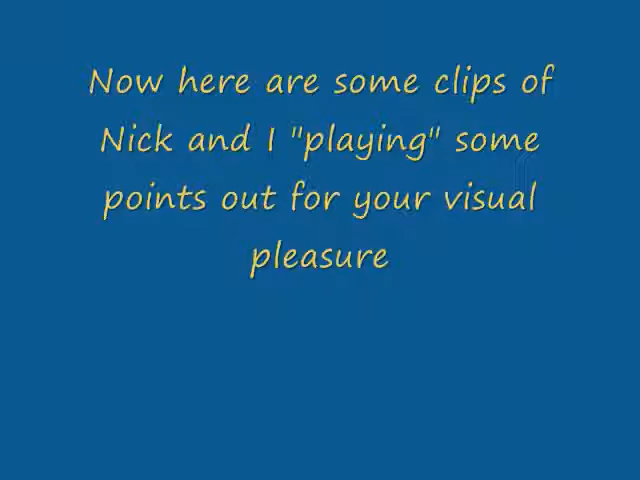 Now here are some clips of
Nick and I "playing" some
points out for your visual
pleasure